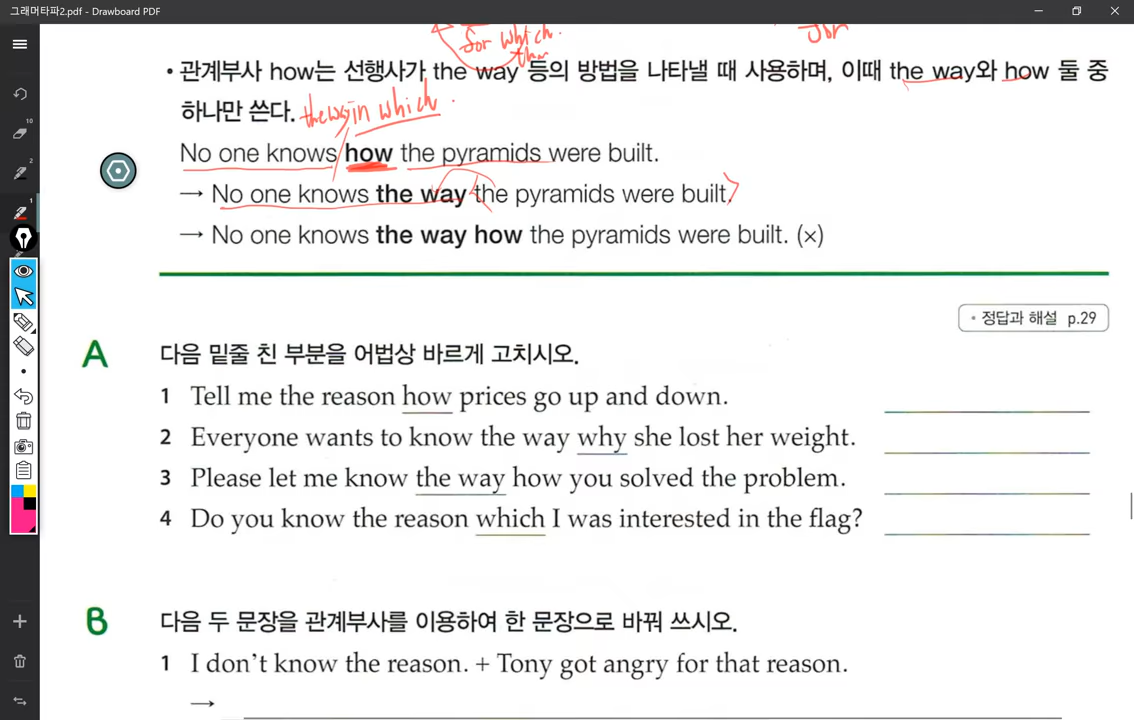 그래머타파2.pdf - Drawboard PDF
for which.
that
for
• 관계부사 how는 선행사가 the way 등의 방법을 나타낼 때 사용하며, 이때 the way와 how 둘 중
하나만 쓴다. the way in which
No one knows how the pyramids were built.
→ No one knows the way the pyramids were built.
→ No one knows the way how the pyramids were built. (×)
• 정답과 해설 p.29
A 다음 밑줄 친 부분을 어법상 바르게 고치시오.
1 Tell me the reason how prices go up and down.
2 Everyone wants to know the way why she lost her weight.
3 Please let me know the way how you solved the problem.
4 Do you know the reason which I was interested in the flag?
B 다음 두 문장을 관계부사를 이용하여 한 문장으로 바꿔 쓰시오.
1 I don't know the reason. + Tony got angry for that reason.
→
10
2
1